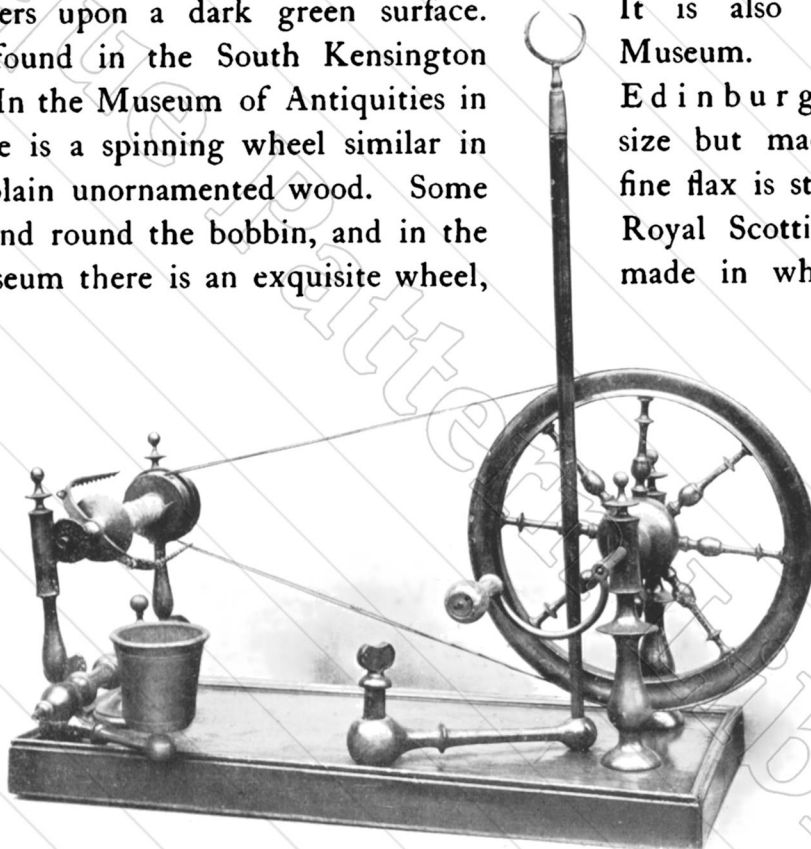 ers upon a dark green surface.
found in the South Kensington
In the Museum of Antiquities in
e is a spinning wheel similar in
plain unornamented wood. Some
nd round the bobbin, and in the
seum there is an exquisite wheel,
It is also
Museum.
Edinburg
size but ma
fine flax is st
Royal Scotti
made in wh